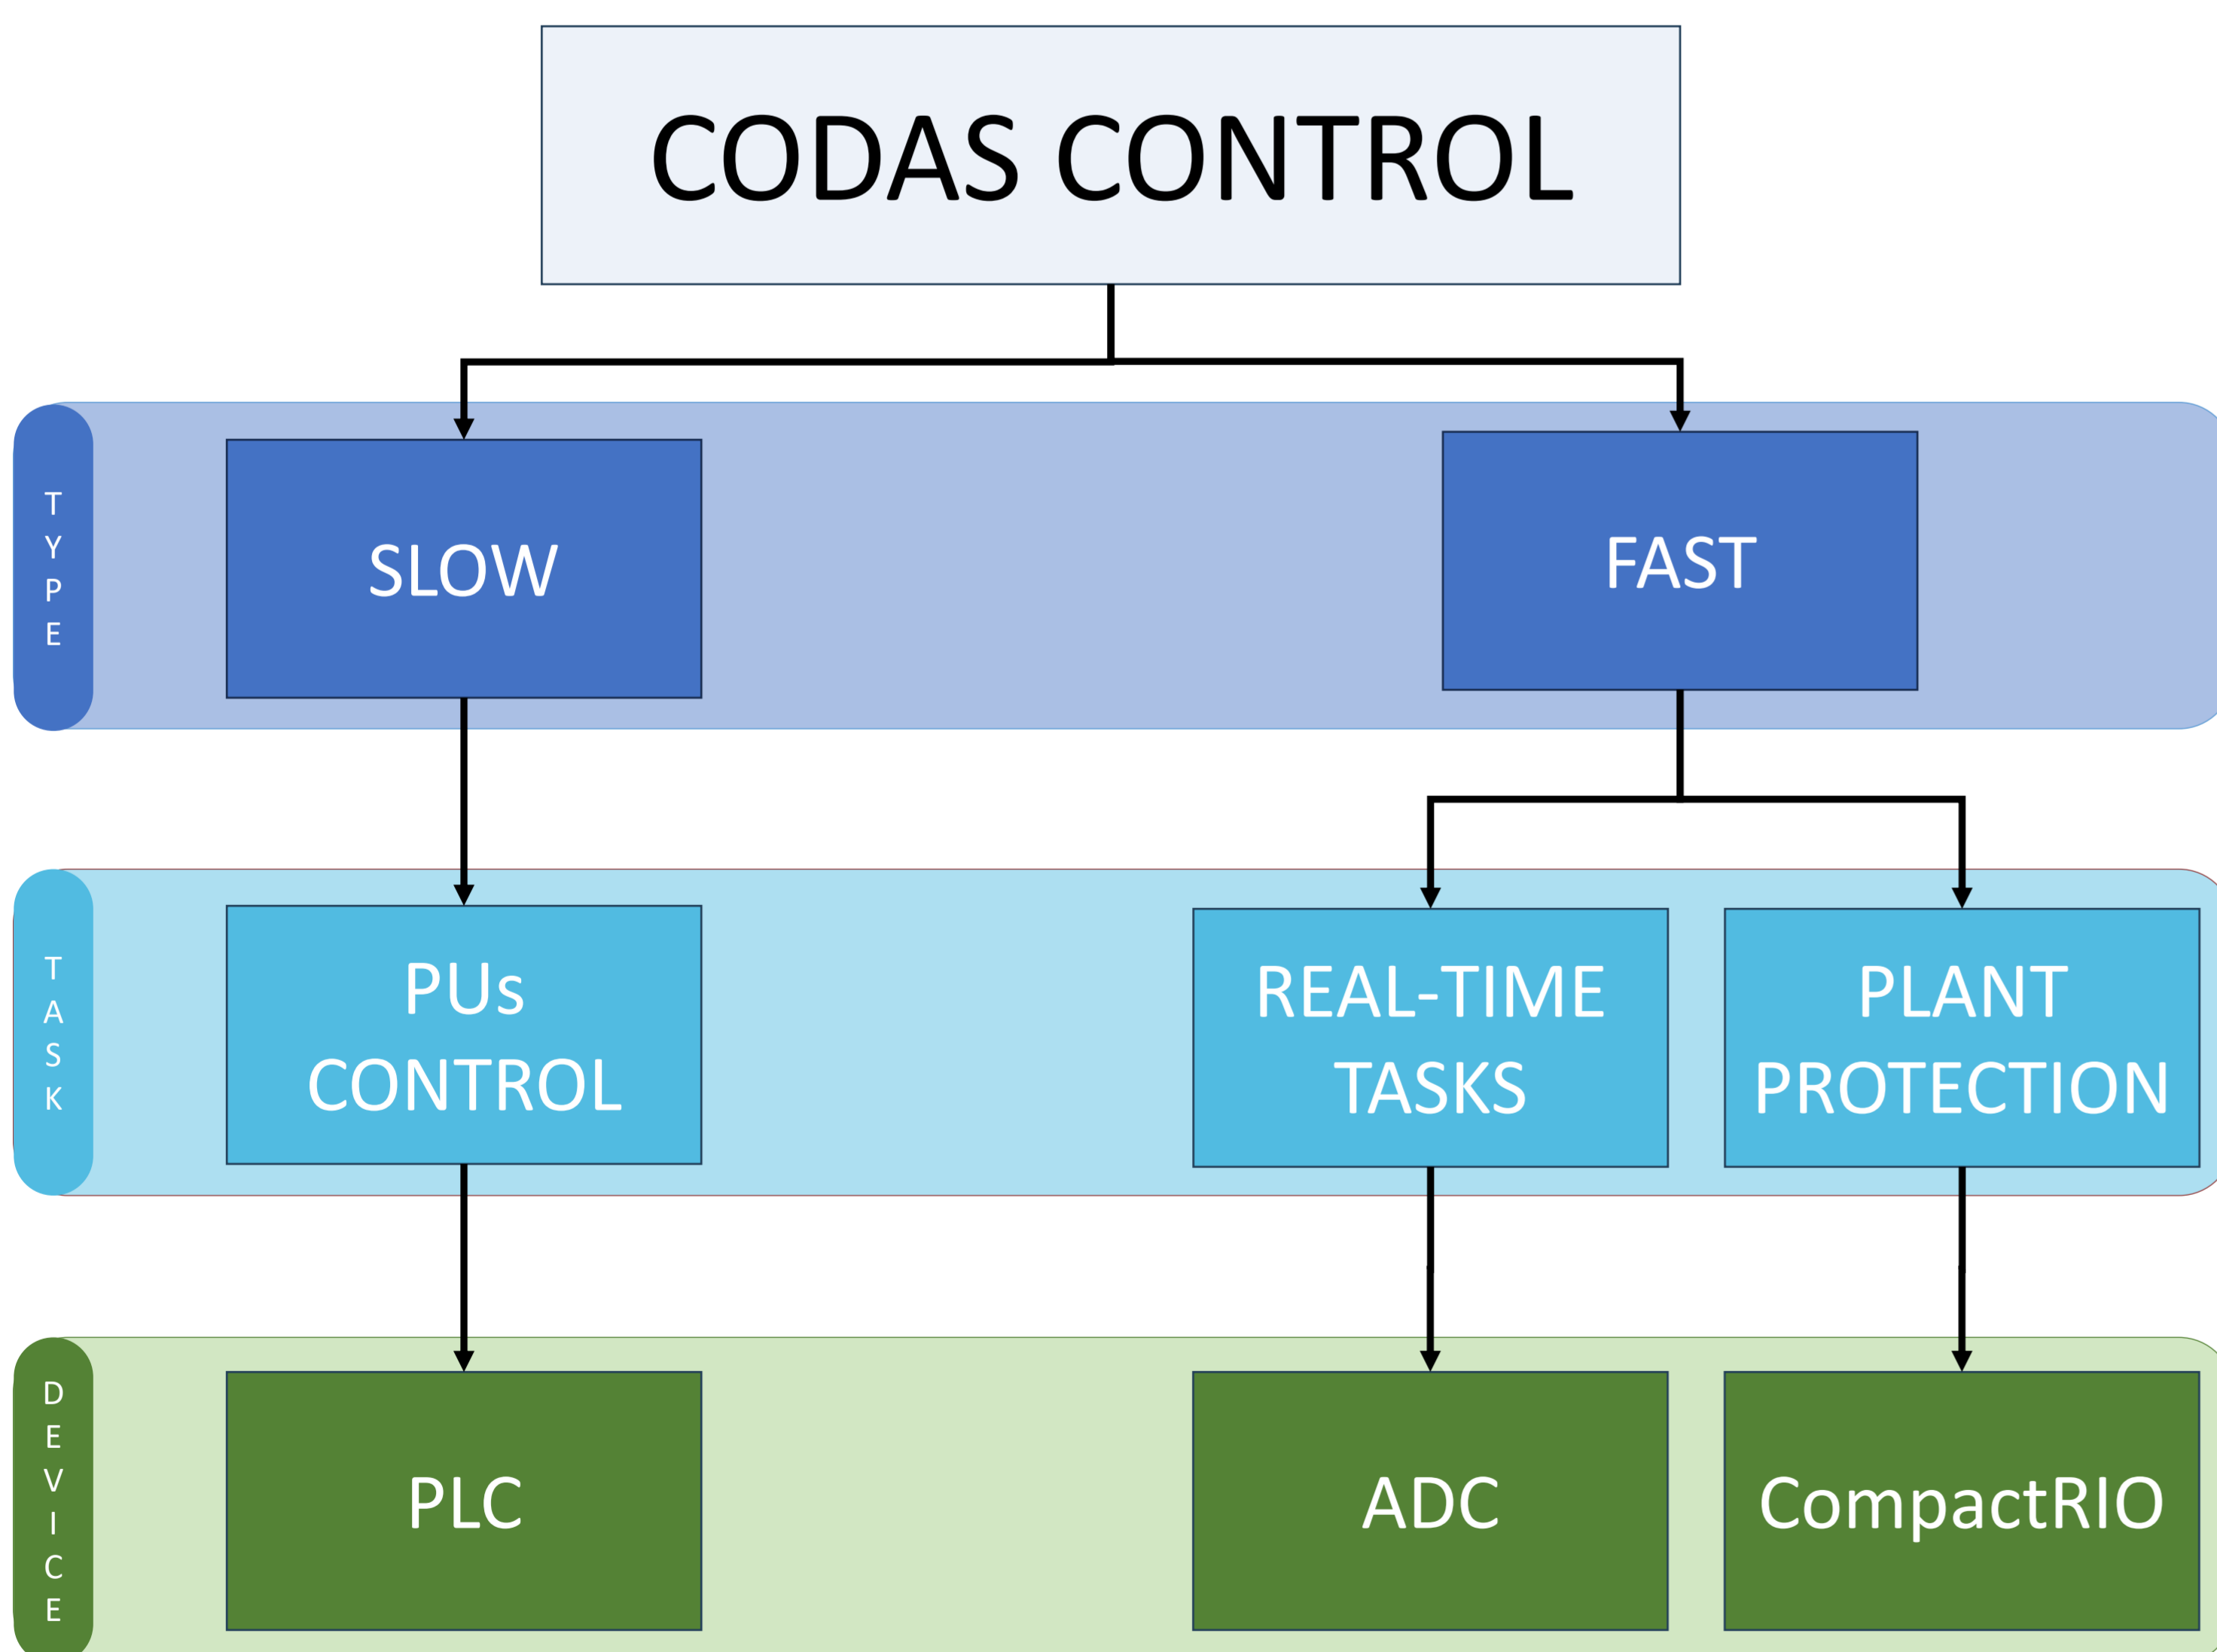 CODAS CONTROL
TYPE
SLOW
FAST
TASK
PUs
CONTROL
REAL-TIME
TASKS
PLANT
PROTECTION
DEVICE
PLC
ADC
CompactRIO